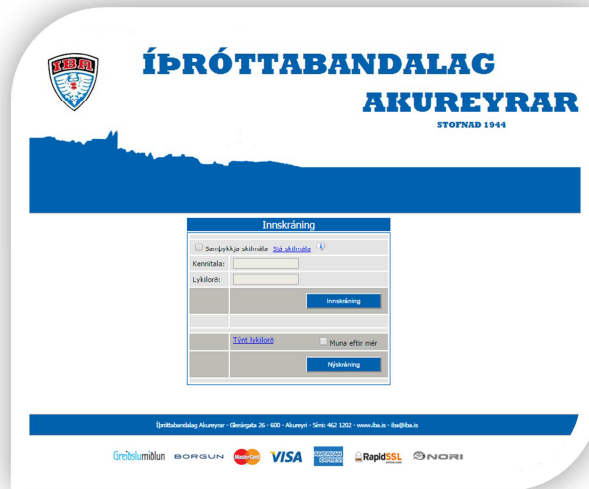 IBA
ÍÞRÓTTABANDALAG
AKUREYRAR
STOFNAÐ 1944
Innskráning
Samþykkja skilmála Sjá skilmála
Kennitala:
Lykilorð:
Innskráning
Týnt lykilorð
Muna eftir mér
Nýskráning
Íþróttabandalag Akureyrar - Glerárgata 26 - 600 - Akureyri - Sími: 462 1202 - www.iba.is - iba@iba.is
Greiðslumiðlun BORGUN MasterCard VISA AMERICAN EXPRESS RapidSSL NORI